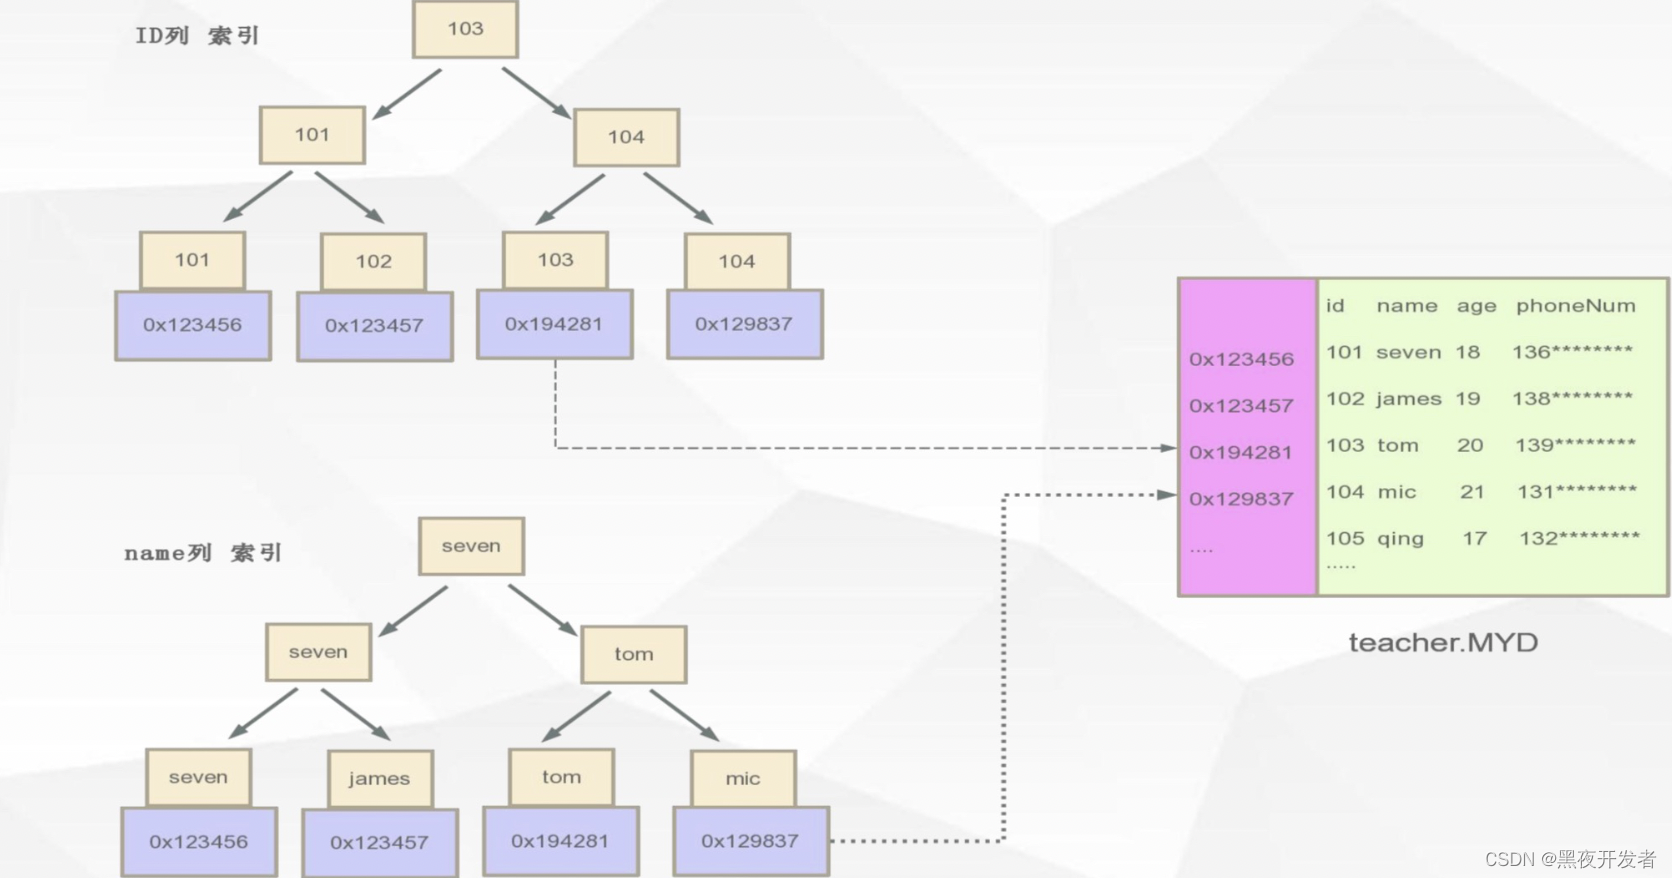 ID列 索引
103
101
104
101
102
103
104
0x123456
0x123457
0x194281
0x129837
id name age phoneNum
0x123456 101 seven 18 136********
0x123457 102 james 19 138********
0x194281 103 tom 20 139********
0x129837 104 mic 21 131********
.... 105 qing 17 132********
.....
teacher.MYD
name列 索引
seven
seven
tom
seven
james
tom
mic
0x123456
0x123457
0x194281
0x129837
CSDN @黑夜开发者